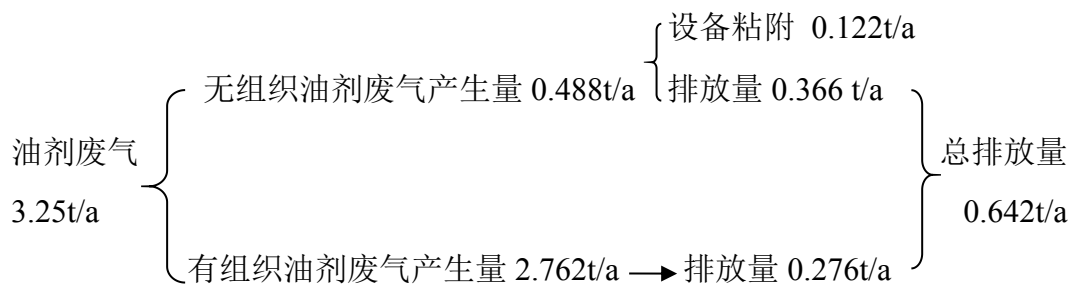 设备粘附 0.122t/a
无组织油剂废气产生量 0.488t/a
排放量 0.366 t/a
油剂废气
3.25t/a
总排放量
0.642t/a
有组织油剂废气产生量 2.762t/a
排放量 0.276t/a